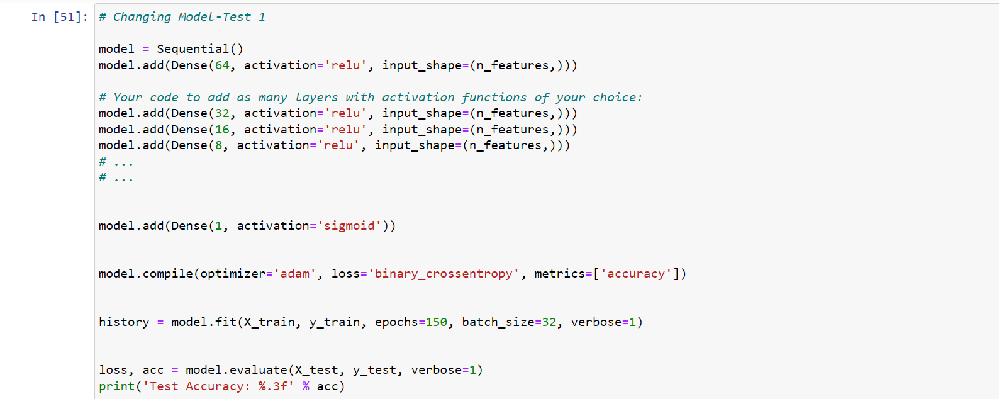 In [51]: # Changing Model-Test 1
model = Sequential()
model.add(Dense(64, activation='relu', input_shape=(n_features,)))
# Your code to add as many layers with activation functions of your choice:
model.add(Dense(32, activation='relu', input_shape=(n_features,)))
model.add(Dense(16, activation='relu', input_shape=(n_features,)))
model.add(Dense(8, activation='relu', input_shape=(n_features,)))
# ...
# ...
model.add(Dense(1, activation='sigmoid'))
model.compile(optimizer='adam', loss='binary_crossentropy', metrics=['accuracy'])
history = model.fit(X_train, y_train, epochs=150, batch_size=32, verbose=1)
loss, acc = model.evaluate(X_test, y_test, verbose=1)
print('Test Accuracy: %.3f' % acc)